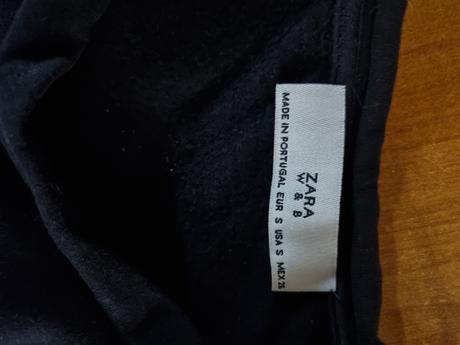 ZARA
W & B
MADE IN PORTUGAL EUR S USA S MEX 26